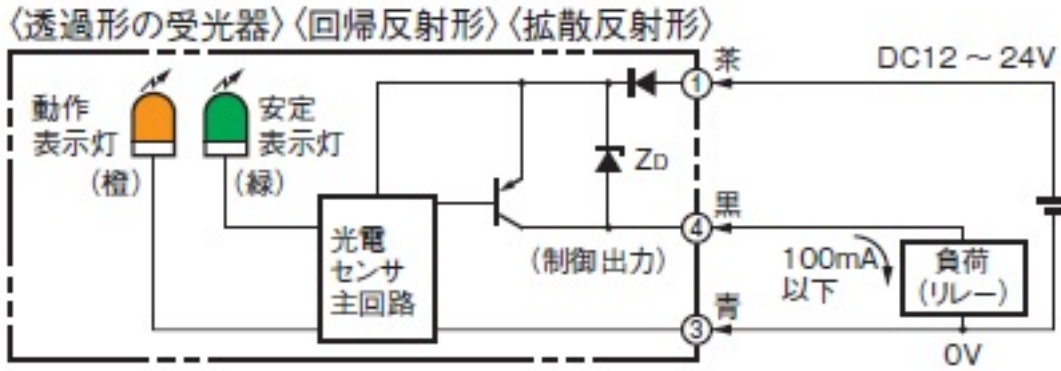 〈透過形の受光器〉〈回帰反射形〉〈拡散反射形〉
動作
表示灯
(橙)
安定
表示灯
(緑)
光電
センサ
主回路
ZD
(制御出力)
① 茶
DC12 ～ 24V
④ 黒
100mA
以下
負荷
(リレー)
③ 青
0V